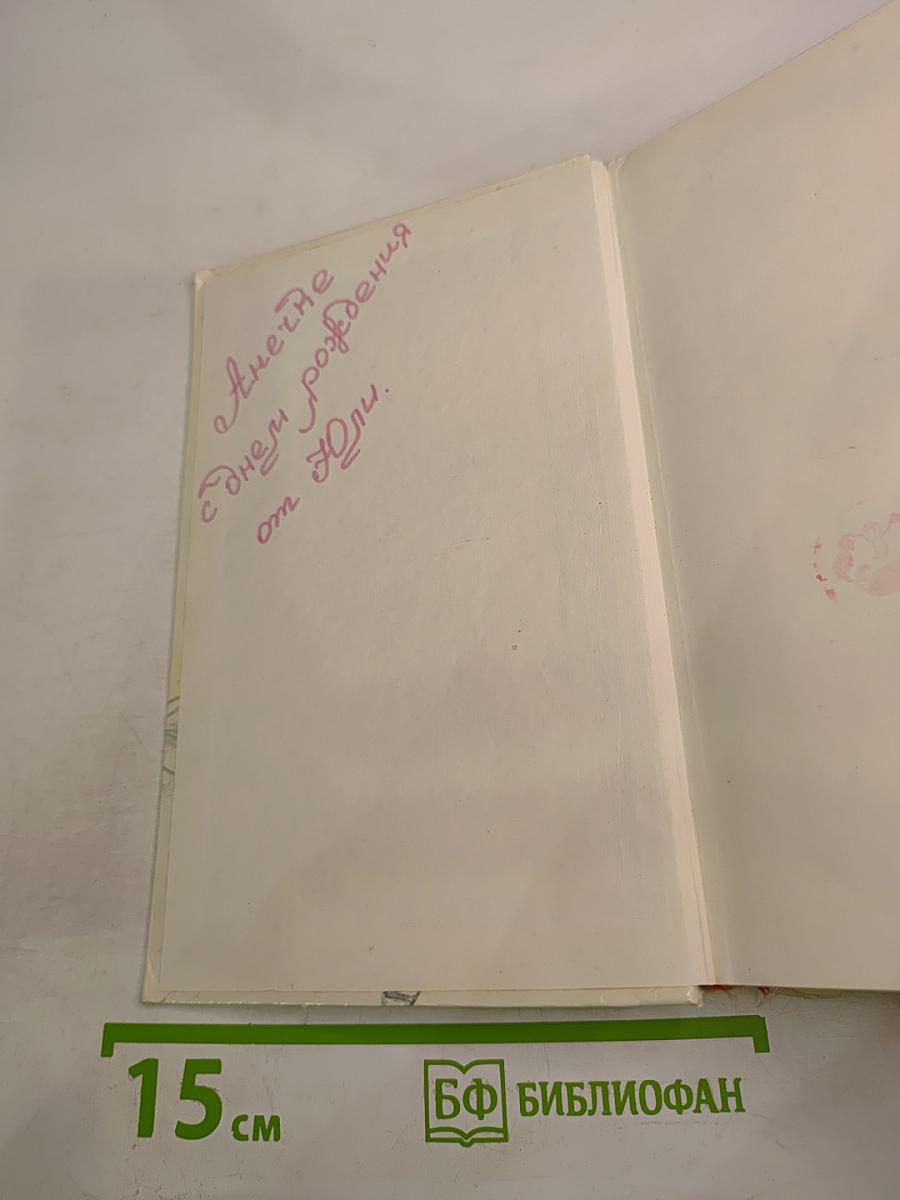 Анечке
с днем рождения
от Юли.
15 см
БФ БИБЛИОФАН